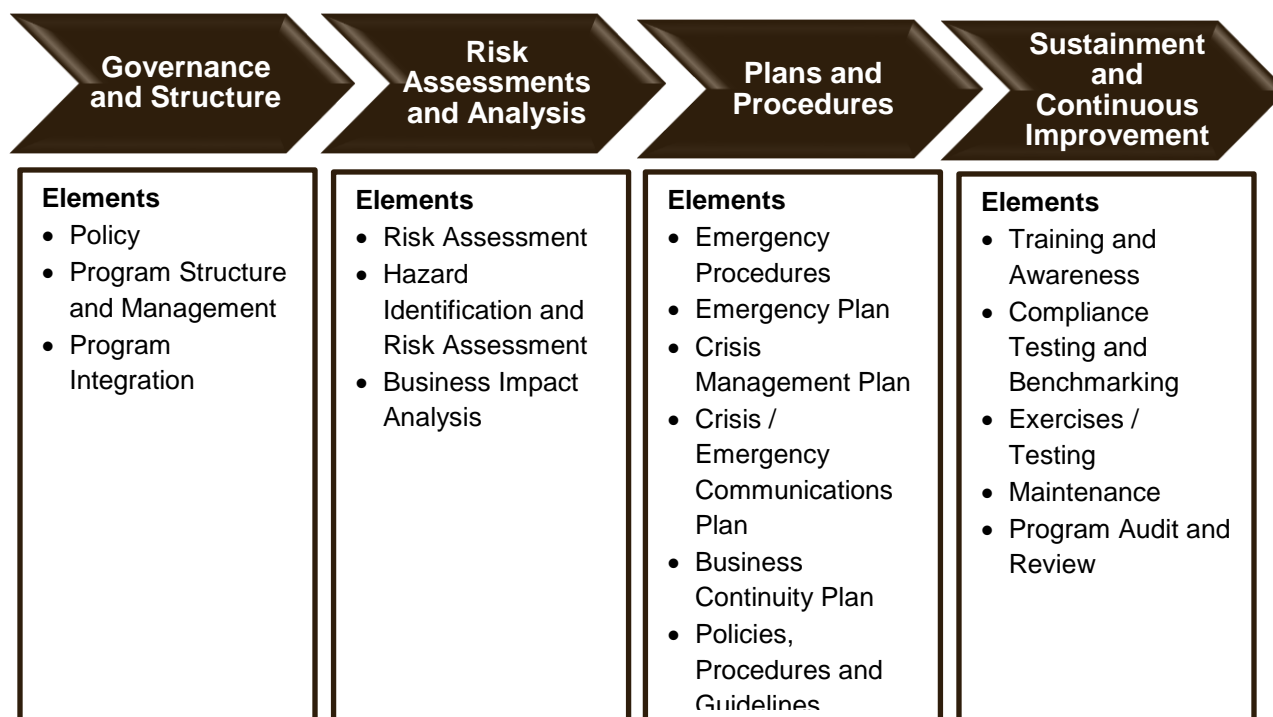 Governance
and Structure
Risk
Assessments
and Analysis
Plans and
Procedures
Sustainment
and
Continuous
Improvement
Elements
• Policy
• Program Structure
and Management
• Program
Integration
Elements
• Risk Assessment
• Hazard
Identification and
Risk Assessment
• Business Impact
Analysis
Elements
• Emergency
Procedures
• Emergency Plan
• Crisis
Management Plan
• Crisis /
Emergency
Communications
Plan
• Business
Continuity Plan
• Policies,
Procedures and
Guidelines
Elements
• Training and
Awareness
• Compliance
Testing and
Benchmarking
• Exercises /
Testing
• Maintenance
• Program Audit and
Review